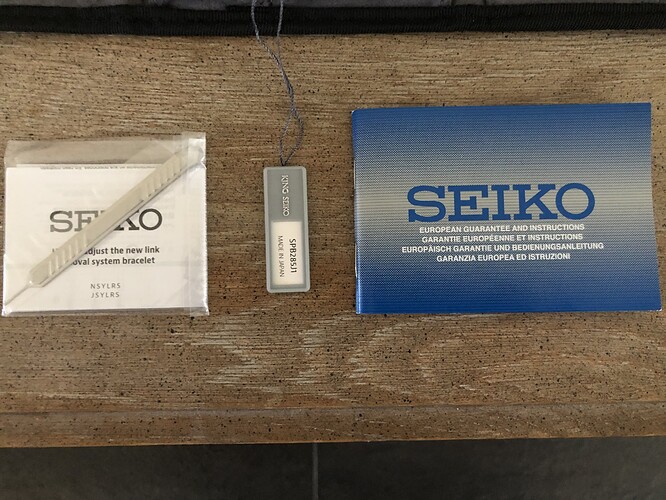 SEIKO
adjust the new link
oval system bracelet
NSYLRS
JSYLRS
KING SEIKO
SPB285J1
MADE IN JAPAN
SEIKO
EUROPEAN GUARANTEE AND INSTRUCTIONS
GARANTIE EUROPÉENNE ET INSTRUCTIONS
EUROPÄISCH GARANTIE UND BEDIENUNGSANLEITUNG
GARANZIA EUROPEA ED ISTRUZIONI